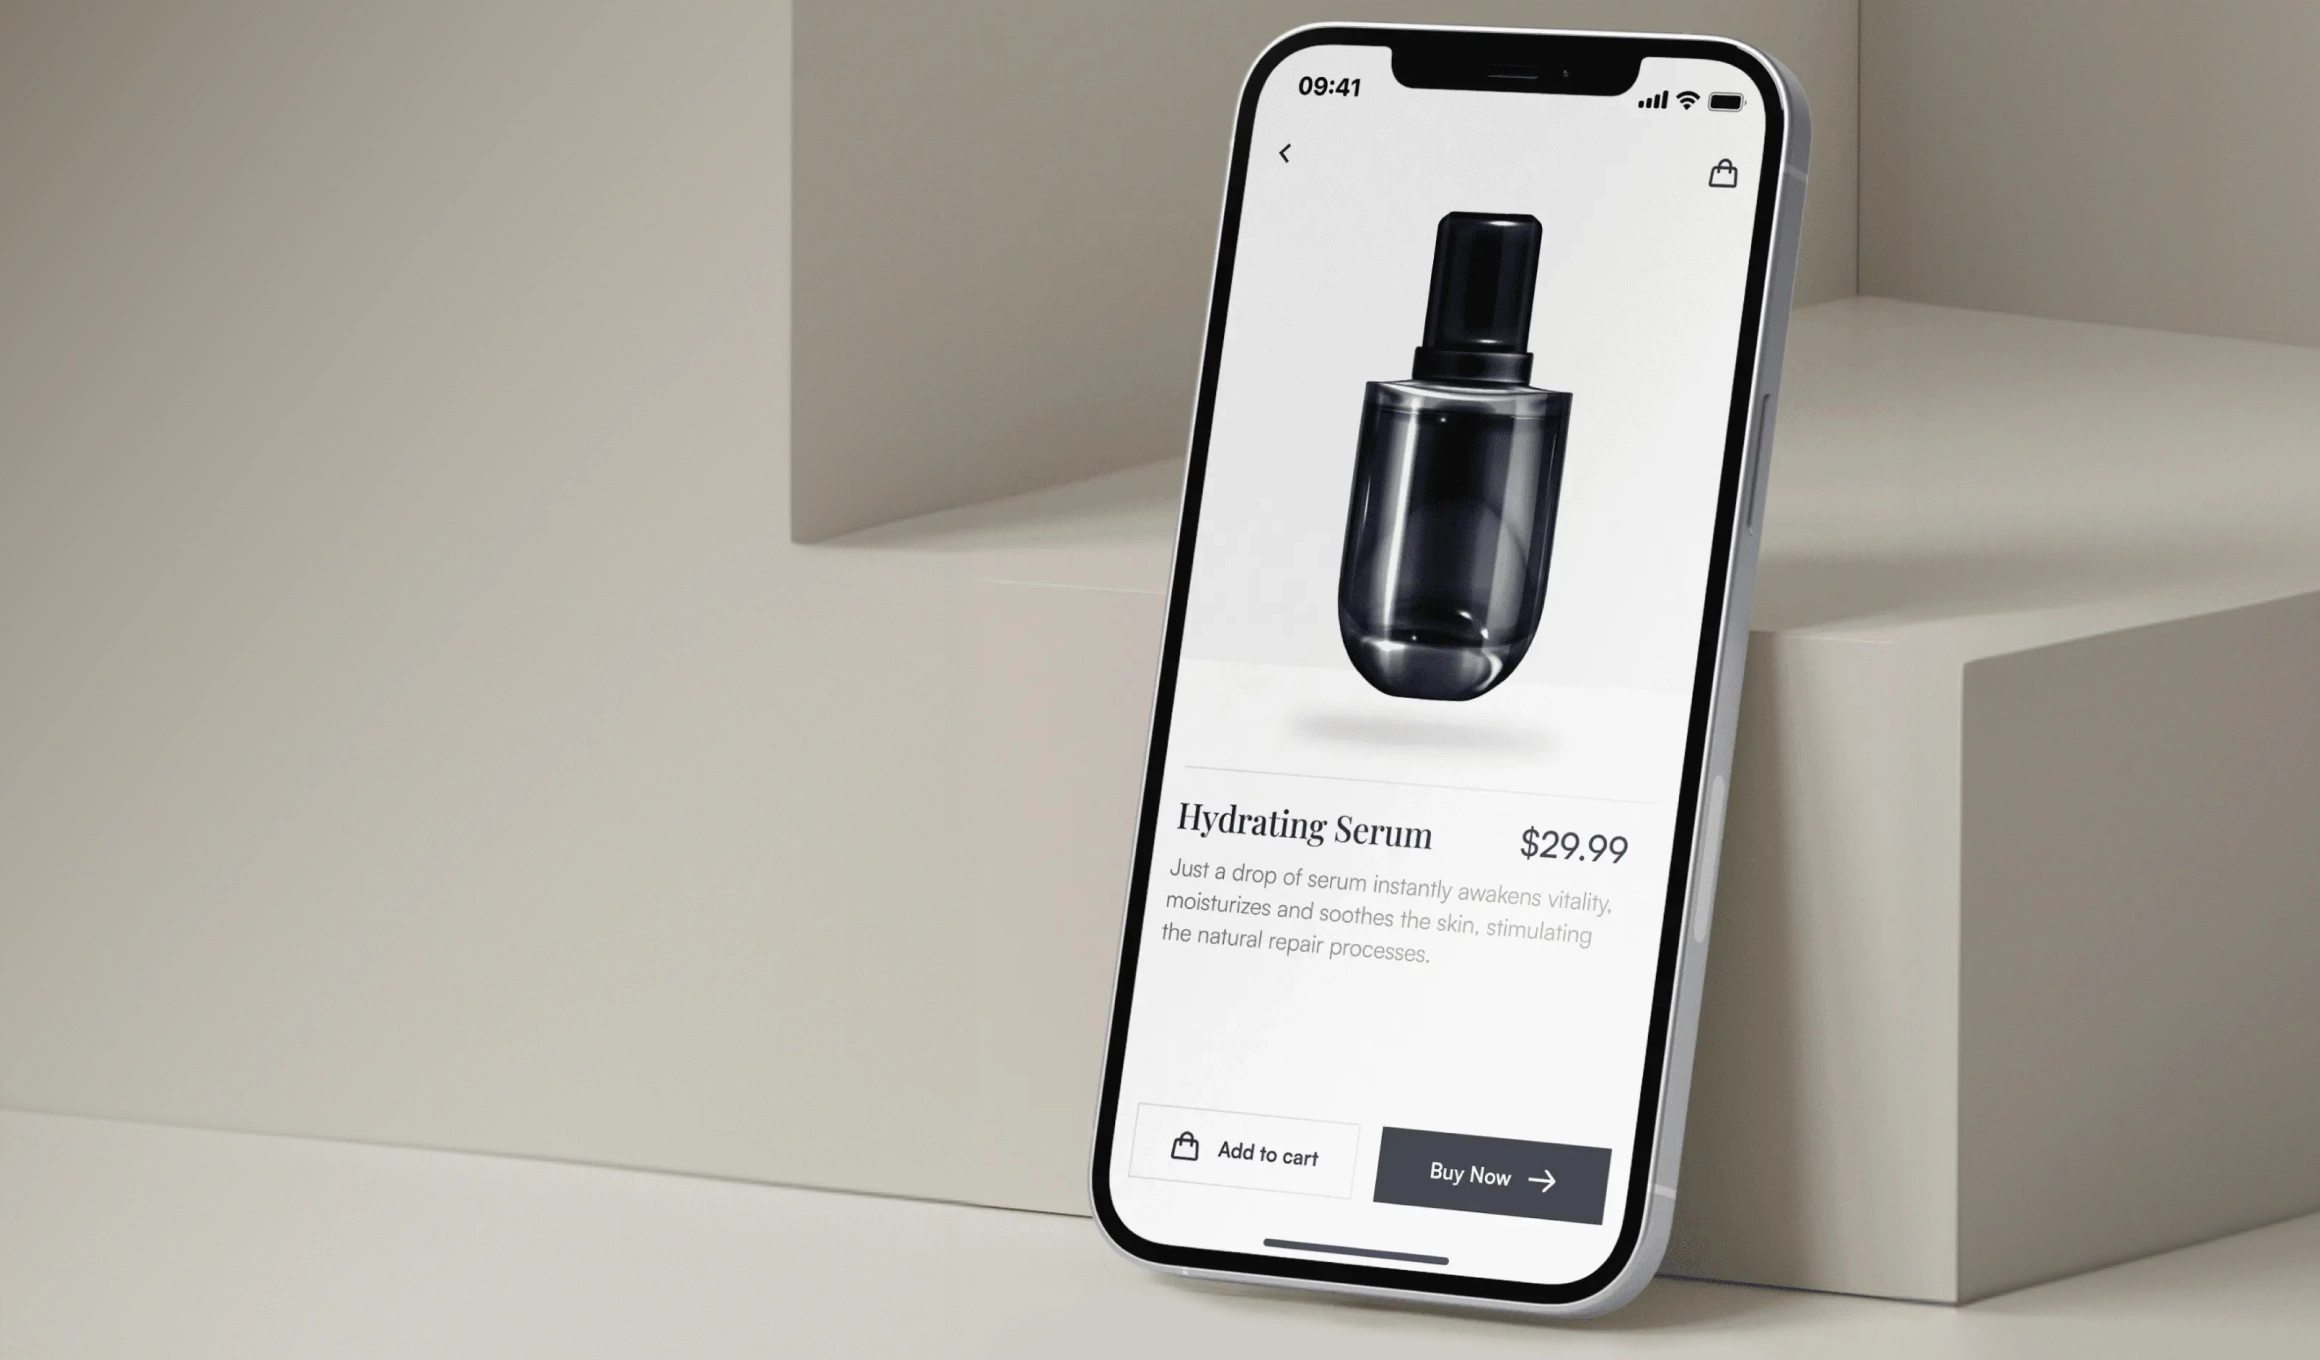 09:41
Hydrating Serum
$29.99
Just a drop of serum instantly awakens vitality,
moisturizes and soothes the skin, stimulating
the natural repair processes.
Add to cart
Buy Now